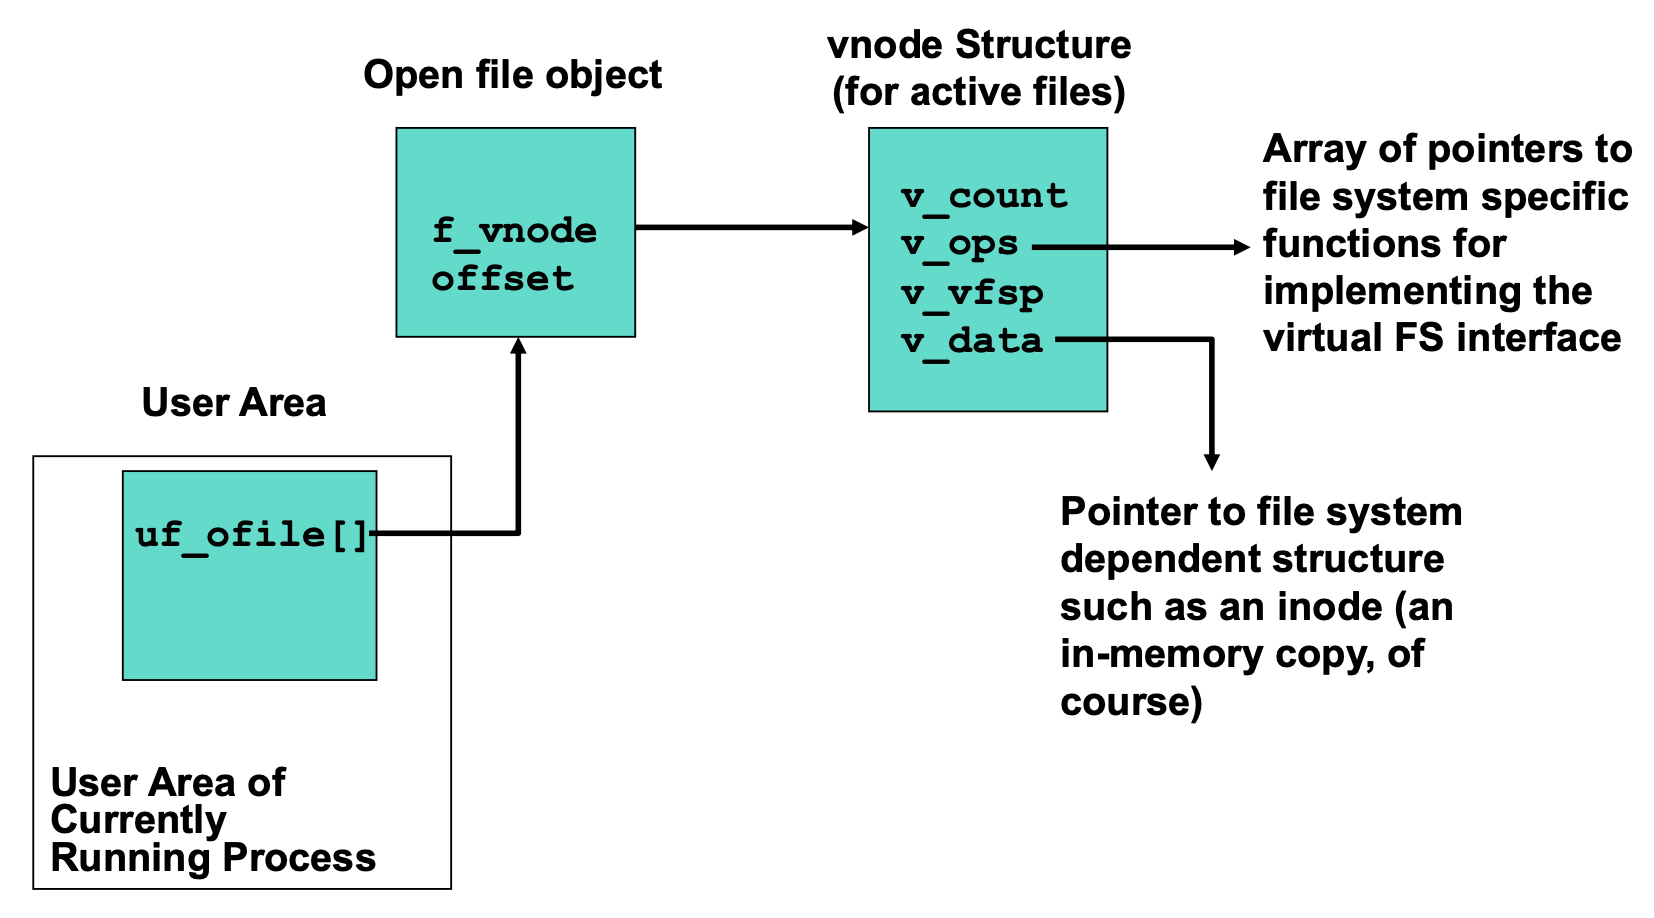 Open file object
f_vnode
offset
vnode Structure
(for active files)
v_count
v_ops
v_vfsp
v_data
Array of pointers to
file system specific
functions for
implementing the
virtual FS interface
Pointer to file system
dependent structure
such as an inode (an
in-memory copy, of
course)
User Area
uf_ofile[]
User Area of
Currently
Running Process